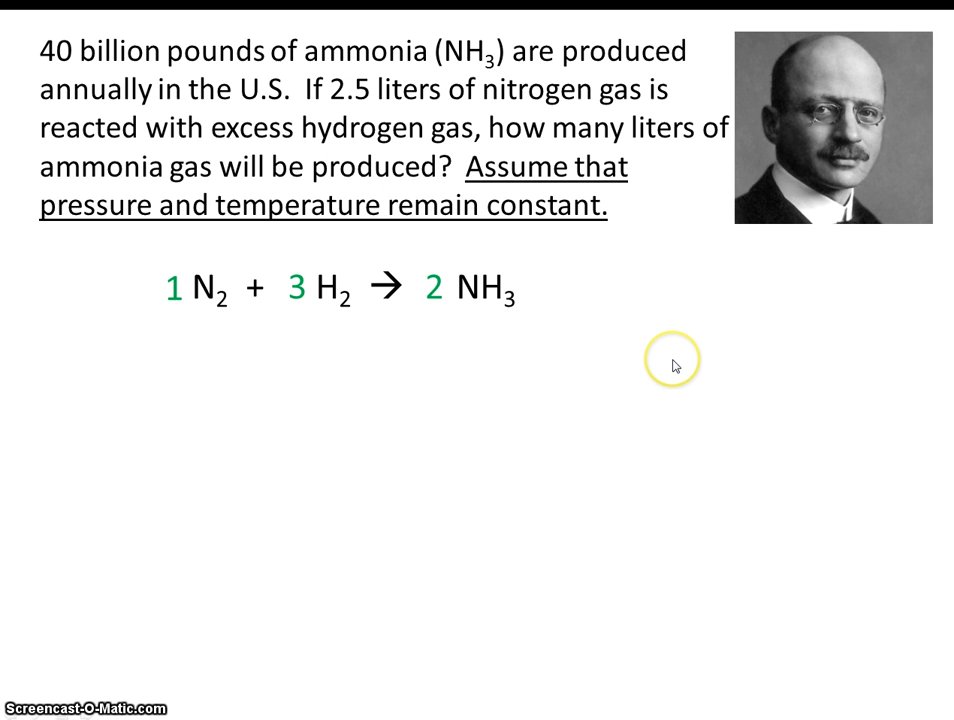 40 billion pounds of ammonia (NH₃) are produced
annually in the U.S.  If 2.5 liters of nitrogen gas is
reacted with excess hydrogen gas, how many liters of
ammonia gas will be produced?  Assume that
pressure and temperature remain constant.
1 N₂ + 3 H₂ → 2 NH₃
Screencast-O-Matic.com